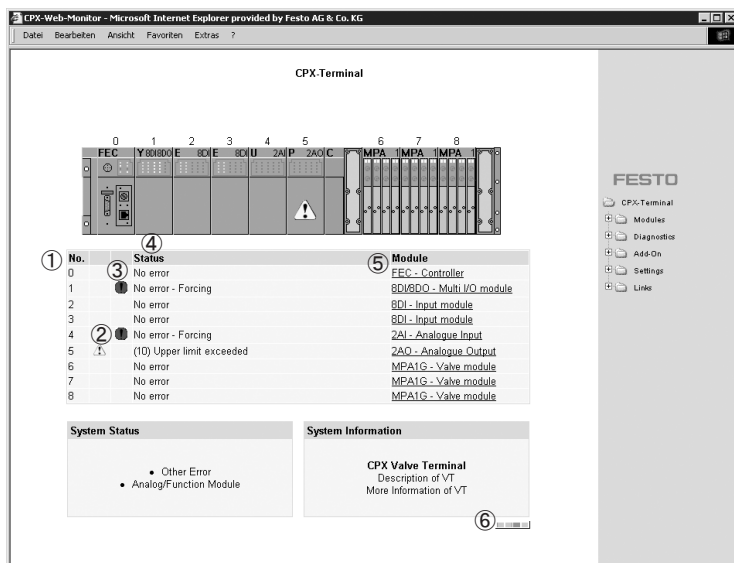 CPX-Web-Monitor - Microsoft Internet Explorer provided by Festo AG & Co. KG
Datei Bearbeiten Ansicht Favoriten Extras ?
CPX-Terminal
0 1 2 3 4 5 6 7 8
FEC Y 8DI8DO E 8DI E 8DI U 2AI P 2AO C MPA 1 MPA 1 MPA 1
FESTO
CPX-Terminal
Modules
Diagnostics
Add-On
Settings
Links
① No. ④ Status ⑤ Module
0 No error FEC - Controller
1 ③ No error - Forcing 8DI/8DO - Multi I/O module
2 No error 8DI - Input module
3 No error 8DI - Input module
4 ② No error - Forcing 2AI - Analogue Input
5 (10) Upper limit exceeded 2AO - Analogue Output
6 No error MPA1G - Valve module
7 No error MPA1G - Valve module
8 No error MPA1G - Valve module
System Status
• Other Error
• Analog/Function Module
System Information
CPX Valve Terminal
Description of VT
More Information of VT
⑥